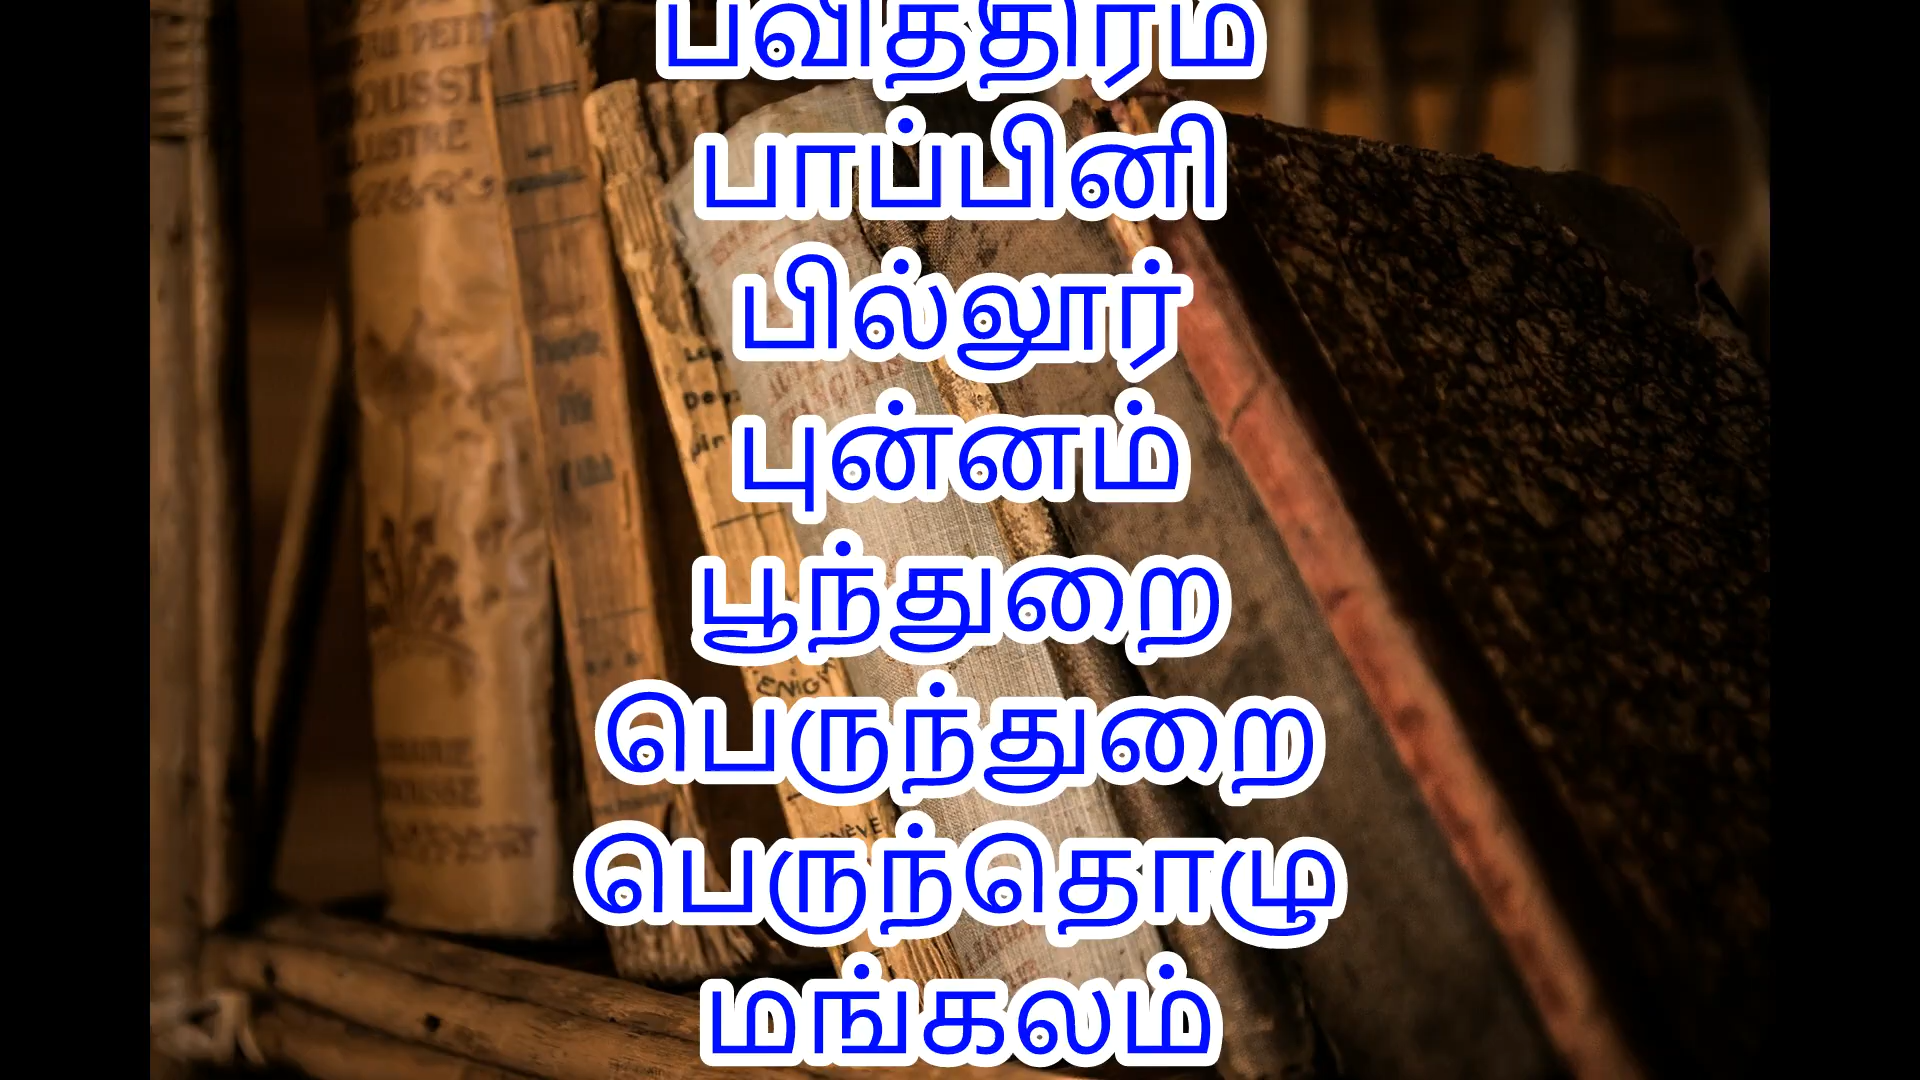 பவித்திரம்
பாப்பினி
பில்லூர்
புன்னம்
பூந்துறை
பெருந்துறை
பெருந்தொழு
மங்கலம்